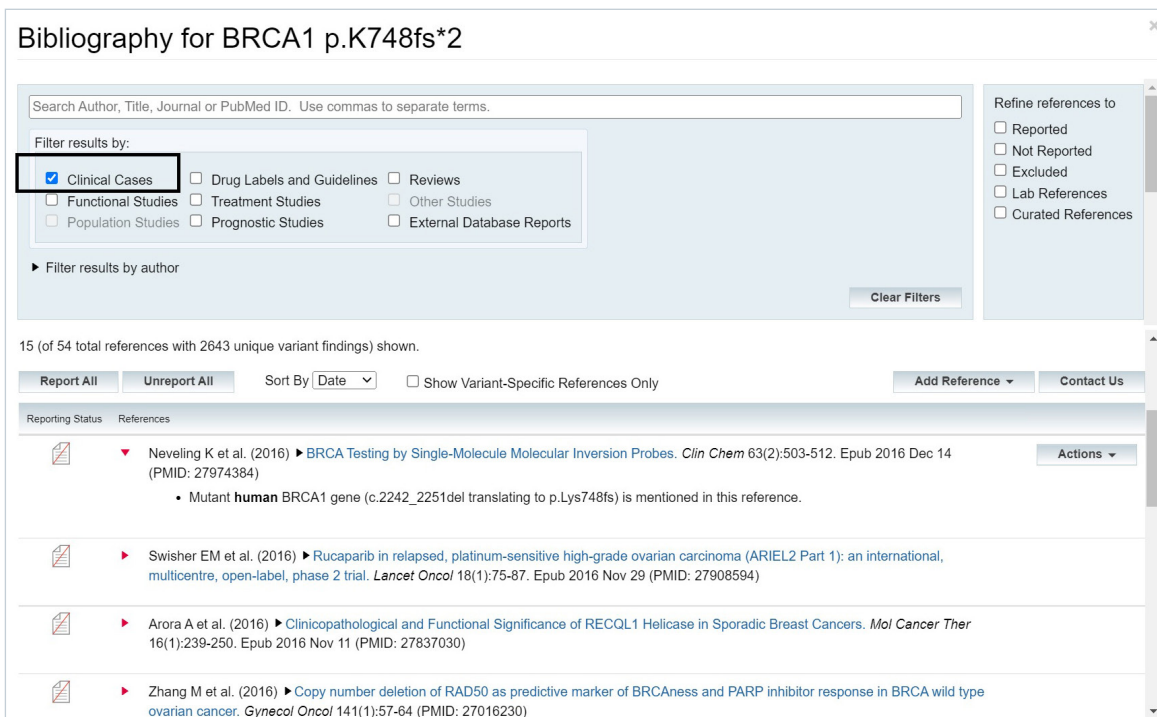 Bibliography for BRCA1 p.K748fs*2
×
Search Author, Title, Journal or PubMed ID. Use commas to separate terms.
Filter results by:
Clinical Cases Drug Labels and Guidelines Reviews
Functional Studies Treatment Studies Other Studies
Population Studies Prognostic Studies External Database Reports
Filter results by author
Clear Filters
Refine references to
Reported
Not Reported
Excluded
Lab References
Curated References
15 (of 54 total references with 2643 unique variant findings) shown.
Report All Unreport All Sort By Date Show Variant-Specific References Only Add Reference Contact Us
Reporting Status References
Neveling K et al. (2016) BRCA Testing by Single-Molecule Molecular Inversion Probes. Clin Chem 63(2):503-512. Epub 2016 Dec 14 Actions
(PMID: 27974384)
• Mutant human BRCA1 gene (c.2242_2251del translating to p.Lys748fs) is mentioned in this reference.
Swisher EM et al. (2016) Rucaparib in relapsed, platinum-sensitive high-grade ovarian carcinoma (ARIEL2 Part 1): an international,
multicentre, open-label, phase 2 trial. Lancet Oncol 18(1):75-87. Epub 2016 Nov 29 (PMID: 27908594)
Arora A et al. (2016) Clinicopathological and Functional Significance of RECQL1 Helicase in Sporadic Breast Cancers. Mol Cancer Ther
16(1):239-250. Epub 2016 Nov 11 (PMID: 27837030)
Zhang M et al. (2016) Copy number deletion of RAD50 as predictive marker of BRCAness and PARP inhibitor response in BRCA wild type
ovarian cancer. Gynecol Oncol 141(1):57-64 (PMID: 27016230)